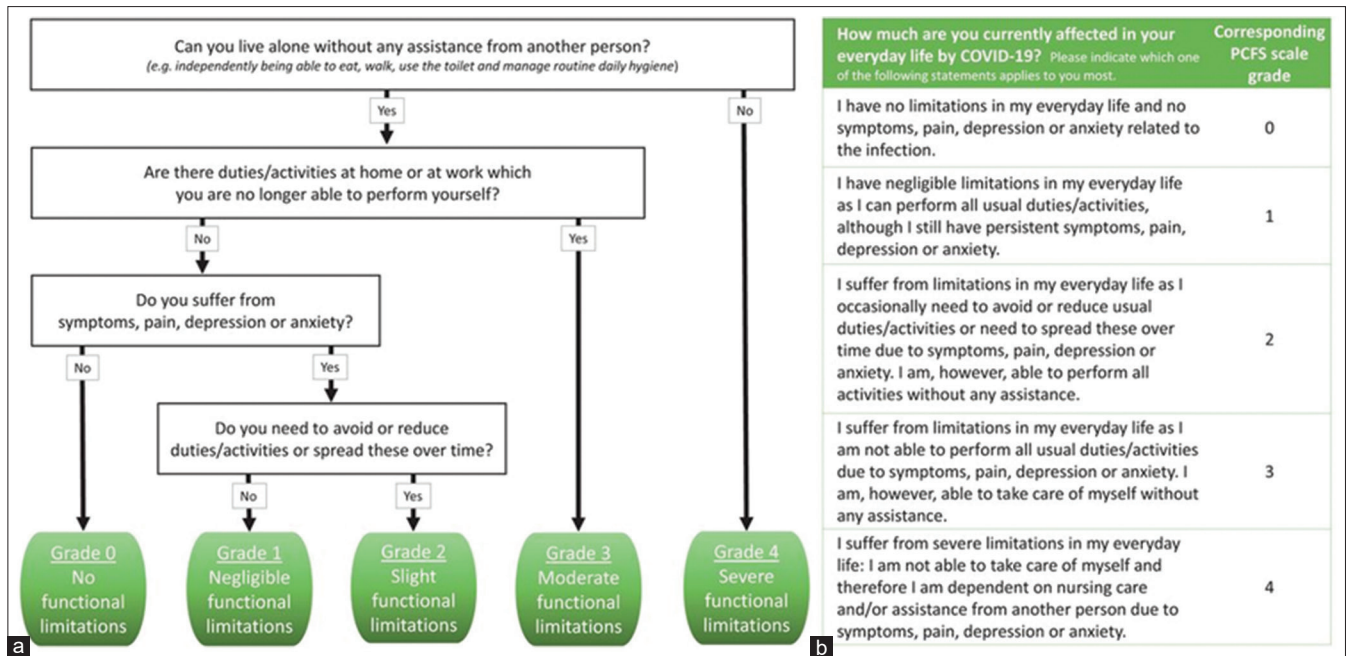 Can you live alone without any assistance from another person?
(e.g. independently being able to eat, walk, use the toilet and manage routine daily hygiene)
Yes
No
Are there duties/activities at home or at work which
you are no longer able to perform yourself?
No
Yes
Do you suffer from
symptoms, pain, depression or anxiety?
No
Yes
Do you need to avoid or reduce
duties/activities or spread these over time?
No
Yes
Grade 0
No
functional
limitations
Grade 1
Negligible
functional
limitations
Grade 2
Slight
functional
limitations
Grade 3
Moderate
functional
limitations
Grade 4
Severe
functional
limitations
a
How much are you currently affected in your
everyday life by COVID-19? Please indicate which one
of the following statements applies to you most.
Corresponding
PCFS scale
grade
I have no limitations in my everyday life and no
symptoms, pain, depression or anxiety related to
the infection.
0
I have negligible limitations in my everyday life
as I can perform all usual duties/activities,
although I still have persistent symptoms, pain,
depression or anxiety.
1
I suffer from limitations in my everyday life as I
occasionally need to avoid or reduce usual
duties/activities or need to spread these over
time due to symptoms, pain, depression or
anxiety. I am, however, able to perform all
activities without any assistance.
2
I suffer from limitations in my everyday life as I
am not able to perform all usual duties/activities
due to symptoms, pain, depression or anxiety. I
am, however, able to take care of myself without
any assistance.
3
I suffer from severe limitations in my everyday
life: I am not able to take care of myself and
therefore I am dependent on nursing care
and/or assistance from another person due to
symptoms, pain, depression or anxiety.
4
b